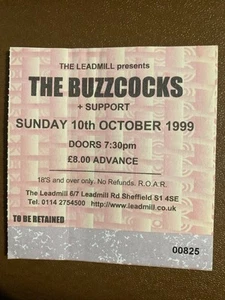 THE LEADMILL presents
THE BUZZCOCKS
+ SUPPORT
SUNDAY 10th OCTOBER 1999
DOORS 7:30pm
£8.00 ADVANCE
18'S and over only. No Refunds. R.O.A.R.
The Leadmill 6/7 Leadmill Rd Sheffield S1 4SE
Tel. 0114 2754500 http://www.leadmill.co.uk
TO BE RETAINED
00825